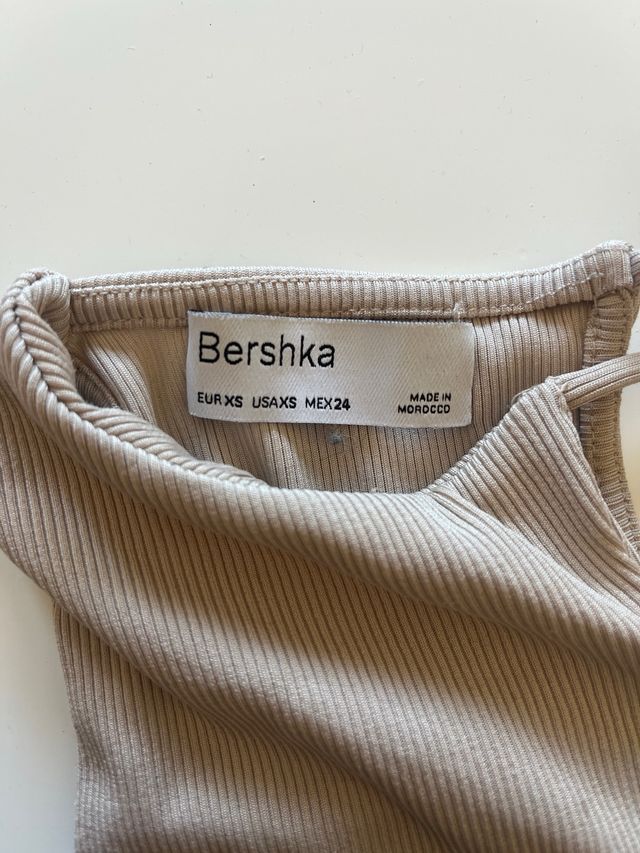 Bershka
EUR XS USA XS MEX 24
MADE IN
MOROCCO